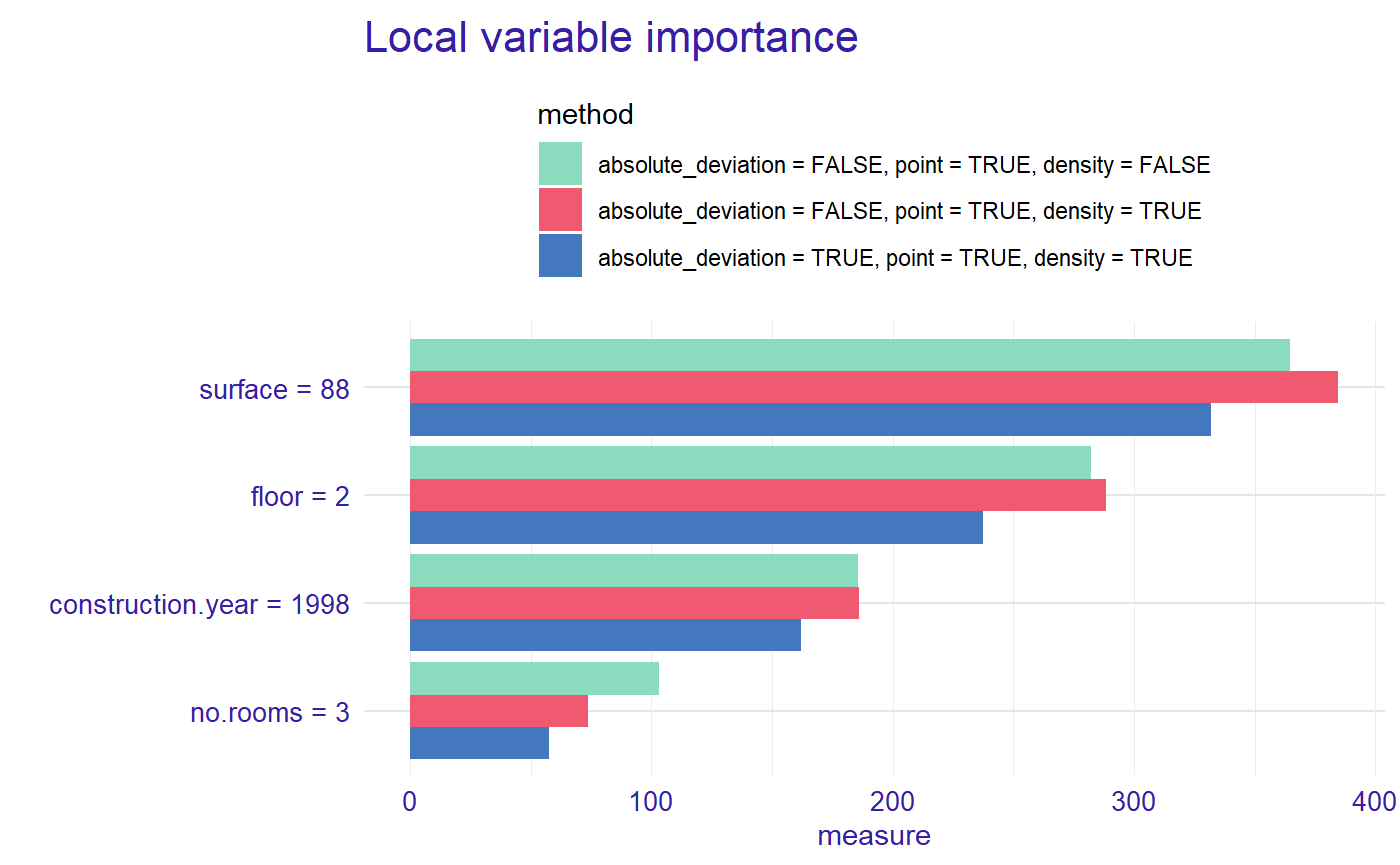 Local variable importance
method
absolute_deviation = FALSE, point = TRUE, density = FALSE
absolute_deviation = FALSE, point = TRUE, density = TRUE
absolute_deviation = TRUE, point = TRUE, density = TRUE
surface = 88
floor = 2
construction.year = 1998
no.rooms = 3
0 100 200 300 400
measure